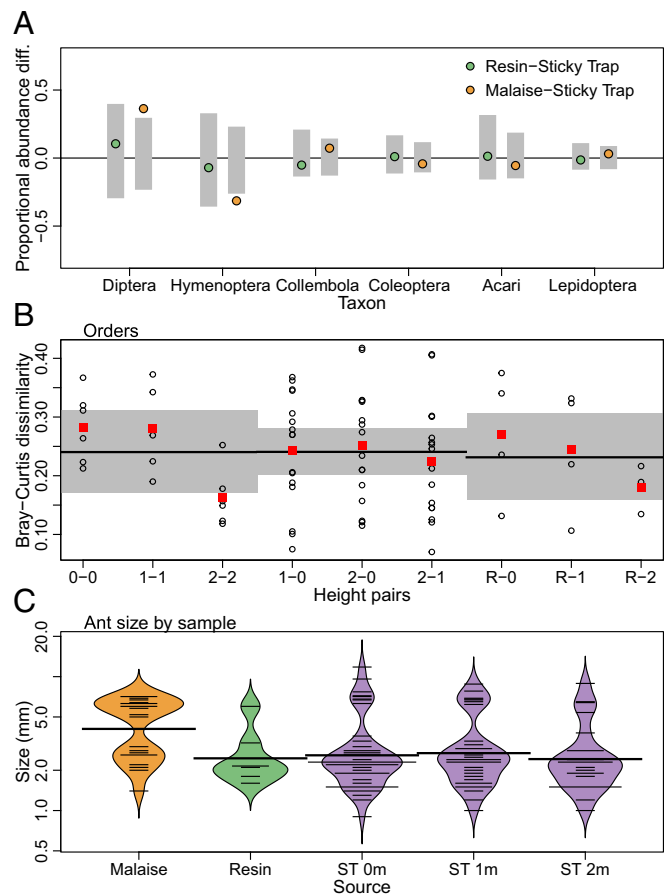 A
Proportional abundance diff.
0.5
0.0
−0.5
Resin−Sticky Trap
Malaise−Sticky Trap
Diptera Hymenoptera Collembola Coleoptera Acari Lepidoptera
Taxon
B
Orders
Bray−Curtis dissimilarity
0.40
0.30
0.20
0.10
0−0 1−1 2−2 1−0 2−0 2−1 R−0 R−1 R−2
Height pairs
C
Ant size by sample
Size (mm)
20.0
5.0
2.0
1.0
0.5
Malaise Resin ST 0m ST 1m ST 2m
Source